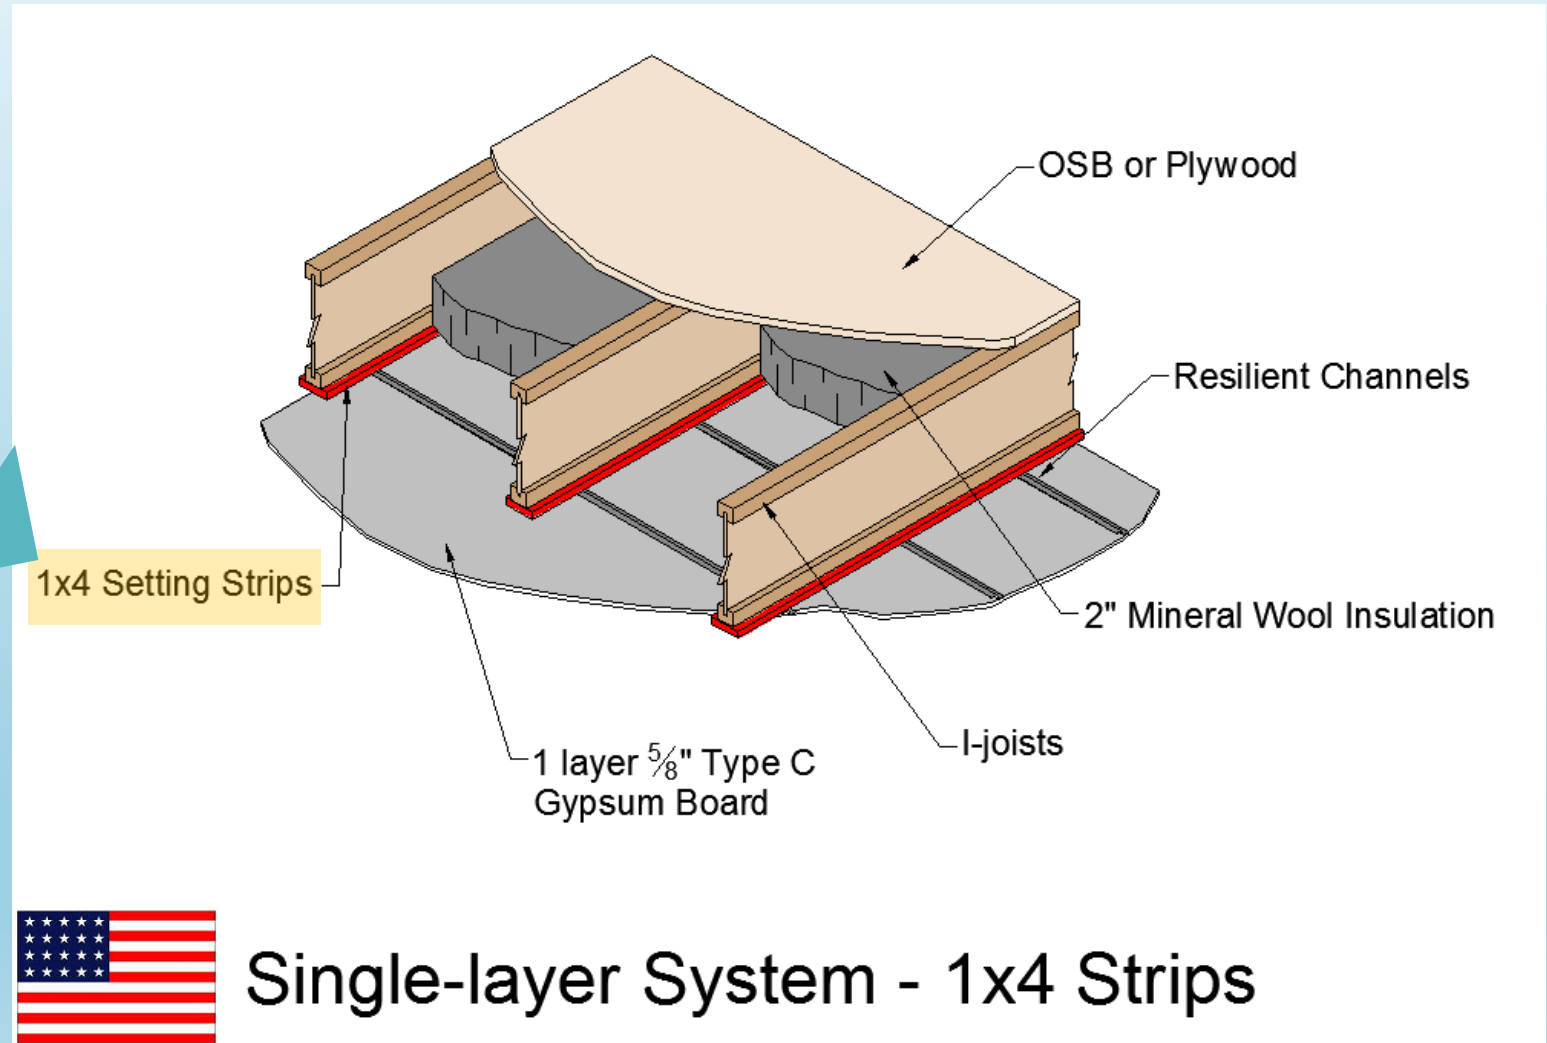 OSB or Plywood
Resilient Channels
1x4 Setting Strips
2" Mineral Wool Insulation
I-joists
1 layer ⅝" Type C
Gypsum Board
Single-layer System - 1x4 Strips